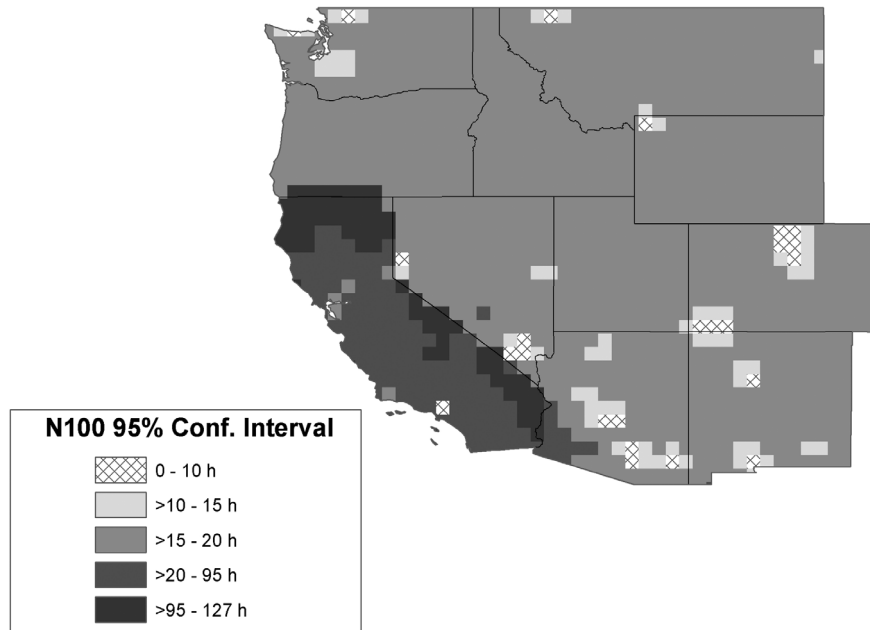 N100 95% Conf. Interval
0 - 10 h
>10 - 15 h
>15 - 20 h
>20 - 95 h
>95 - 127 h